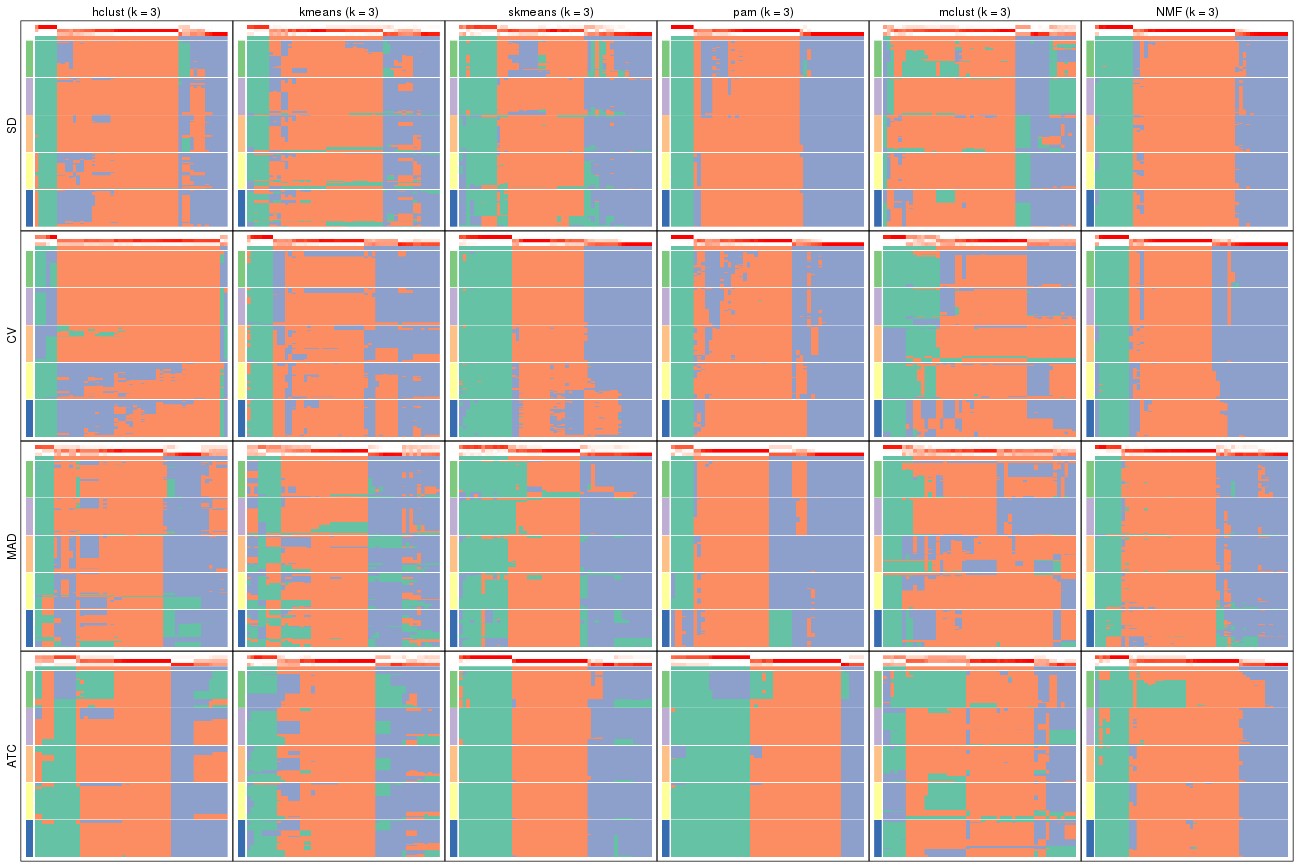 hclust (k = 3)
kmeans (k = 3)
skmeans (k = 3)
pam (k = 3)
mclust (k = 3)
NMF (k = 3)
SD
CV
MAD
ATC